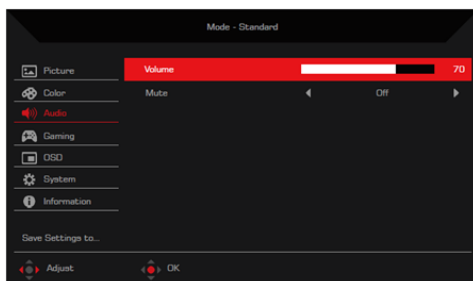 Mode - Standard
Picture
Volume 70
Color
Mute Off
Audio
Gaming
OSD
System
Information
Save Settings to...
Adjust OK